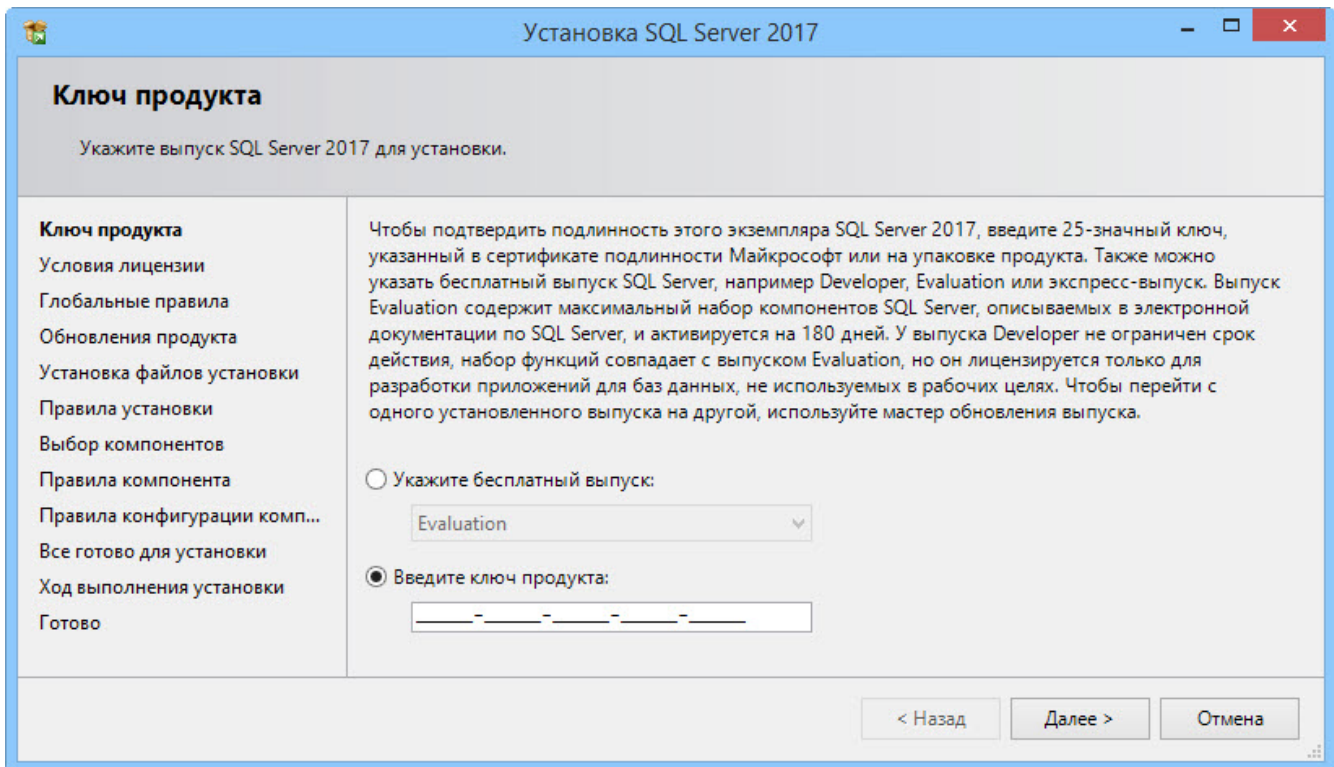 Установка SQL Server 2017
Ключ продукта
Укажите выпуск SQL Server 2017 для установки.
Ключ продукта
Условия лицензии
Глобальные правила
Обновления продукта
Установка файлов установки
Правила установки
Выбор компонентов
Правила компонента
Правила конфигурации комп...
Все готово для установки
Ход выполнения установки
Готово
Чтобы подтвердить подлинность этого экземпляра SQL Server 2017, введите 25-значный ключ,
указанный в сертификате подлинности Майкрософт или на упаковке продукта. Также можно
указать бесплатный выпуск SQL Server, например Developer, Evaluation или экспресс-выпуск. Выпуск
Evaluation содержит максимальный набор компонентов SQL Server, описываемых в электронной
документации по SQL Server, и активируется на 180 дней. У выпуска Developer не ограничен срок
действия, набор функций совпадает с выпуском Evaluation, но он лицензируется только для
разработки приложений для баз данных, не используемых в рабочих целях. Чтобы перейти с
одного установленного выпуска на другой, используйте мастер обновления выпуска.
Укажите бесплатный выпуск:
Evaluation
Введите ключ продукта:
_____-_____-_____-_____-_____
< Назад
Далее >
Отмена